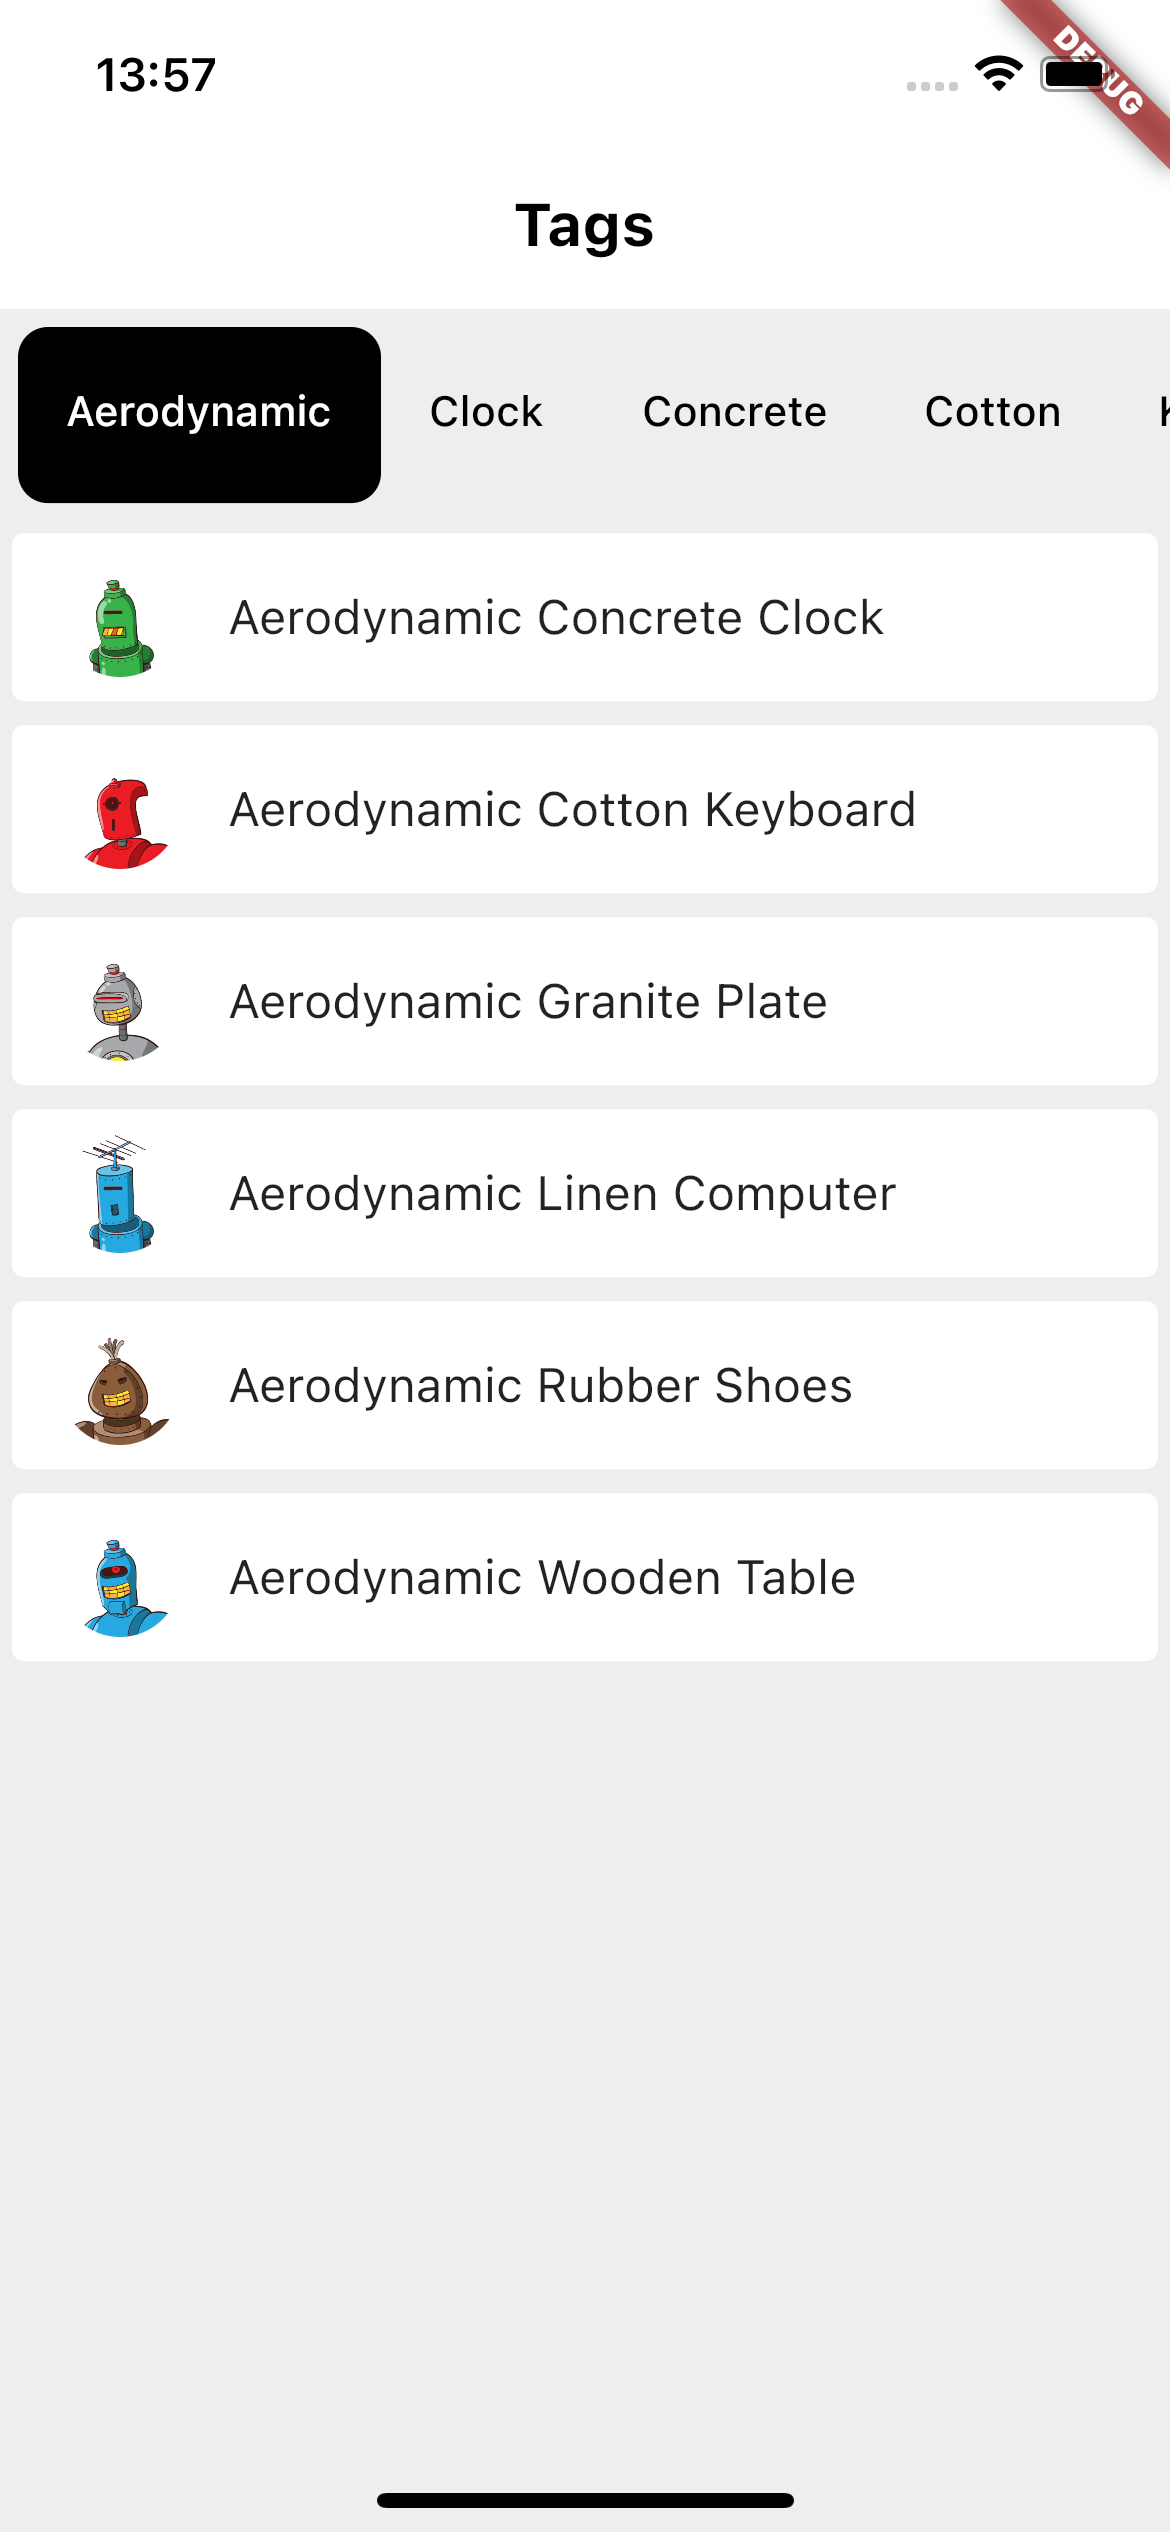 13:57
DEBUG
Tags
Aerodynamic Clock Concrete Cotton K
Aerodynamic Concrete Clock
Aerodynamic Cotton Keyboard
Aerodynamic Granite Plate
Aerodynamic Linen Computer
Aerodynamic Rubber Shoes
Aerodynamic Wooden Table